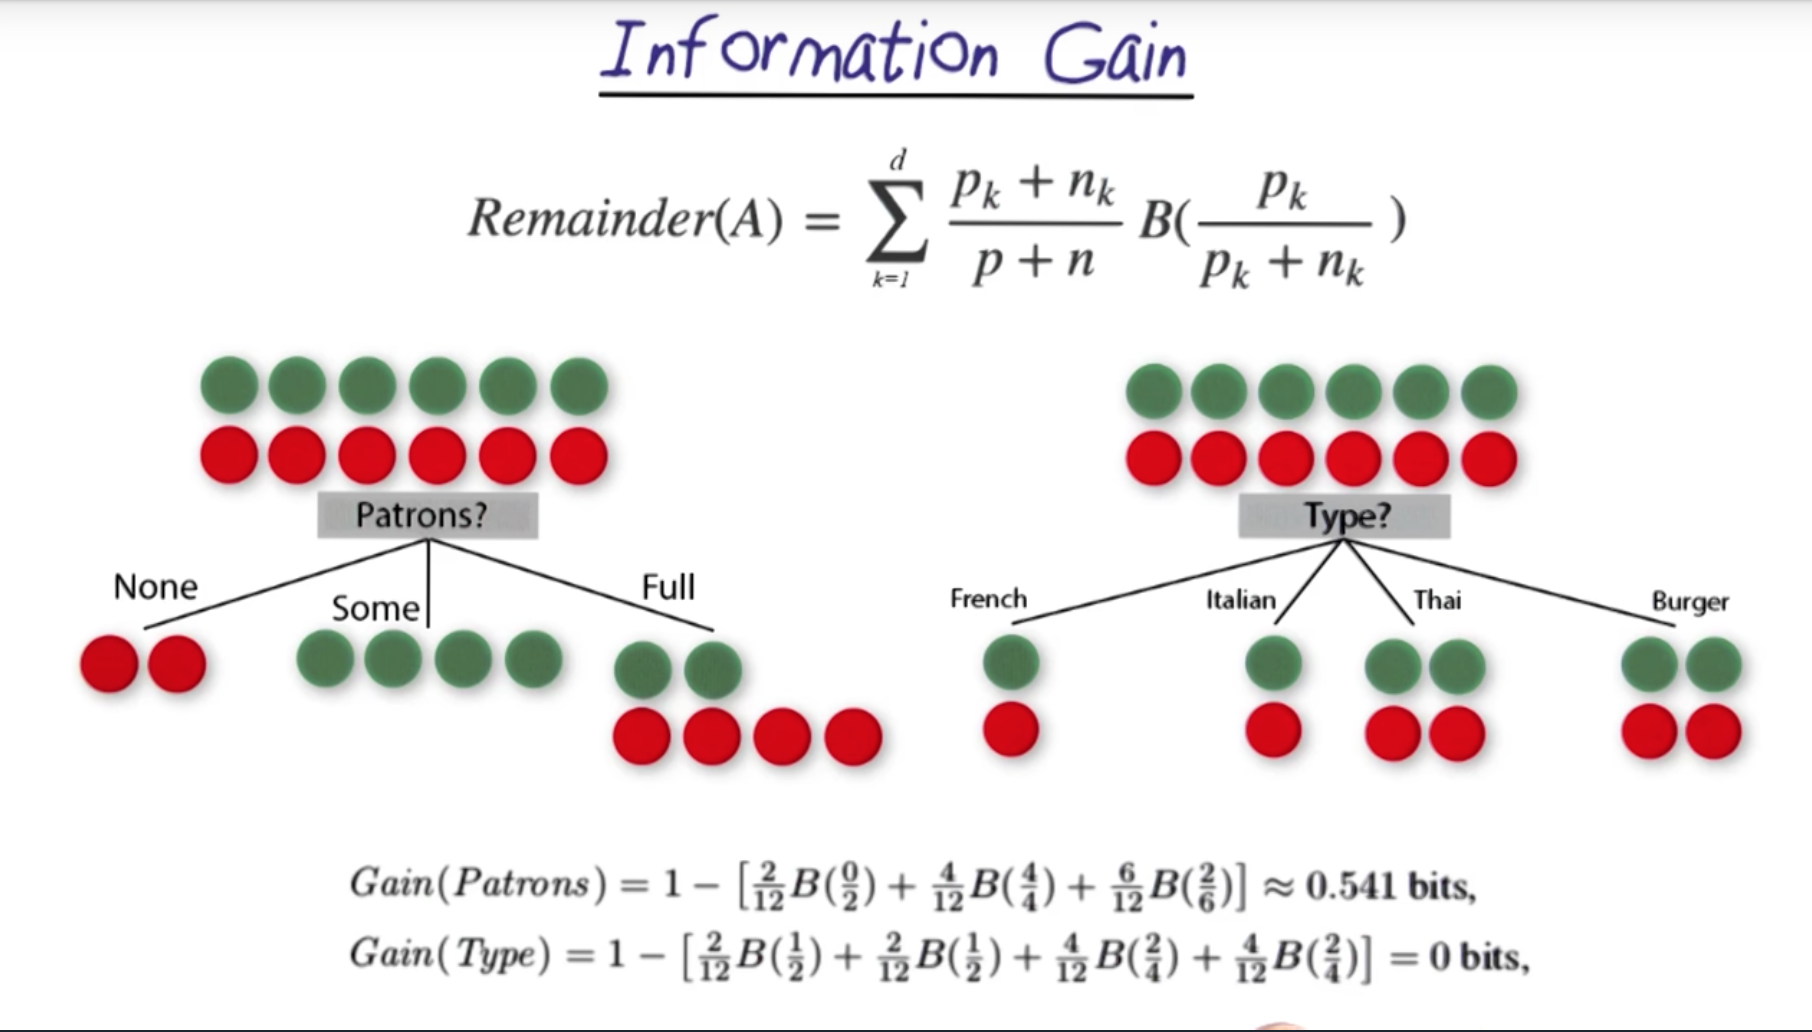 Information Gain
Remainder(A) = \sum_{k=1}^{d} \frac{p_k + n_k}{p + n} B(\frac{p_k}{p_k + n_k})
Patrons?
None
Some
Full
Type?
French
Italian
Thai
Burger
Gain(Patrons) = 1 − [\frac{2}{12}B(\frac{0}{2}) + \frac{4}{12}B(\frac{4}{4}) + \frac{6}{12}B(\frac{2}{6})] ≈ 0.541 bits,
Gain(Type) = 1 − [\frac{2}{12}B(\frac{1}{2}) + \frac{2}{12}B(\frac{1}{2}) + \frac{4}{12}B(\frac{2}{4}) + \frac{4}{12}B(\frac{2}{4})] = 0 bits,